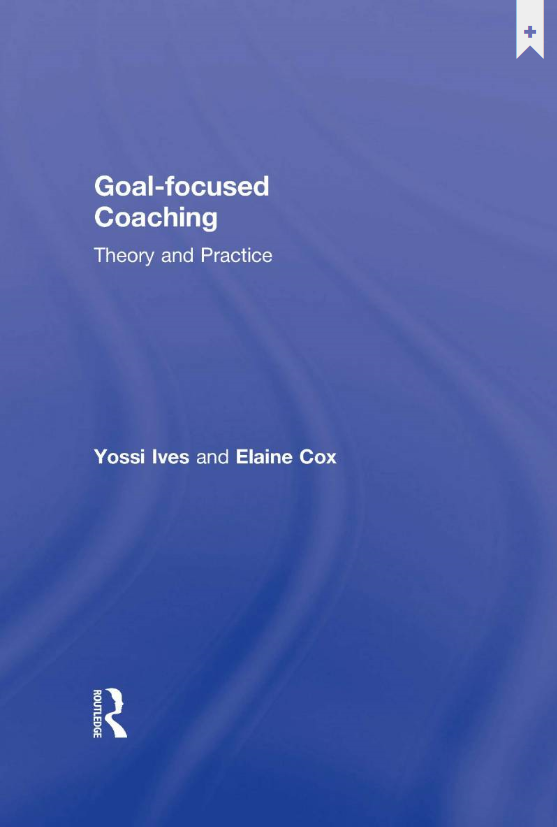 Goal-focused
Coaching
Theory and Practice
Yossi Ives and Elaine Cox
ROUTLEDGE